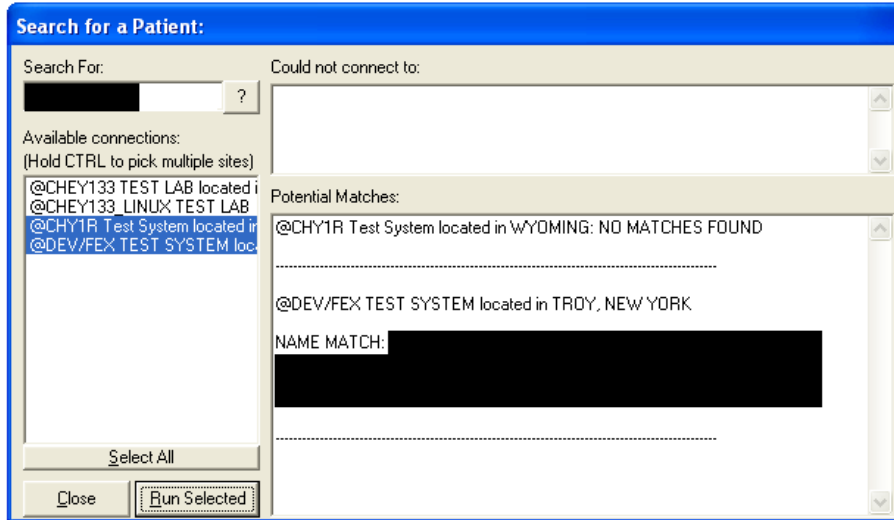 Search for a Patient:
Search For:
?
Available connections:
(Hold CTRL to pick multiple sites)
@CHEY133 TEST LAB located i
@CHEY133_LINUX TEST LAB
@CHY1R Test System located in
@DEV/FEX TEST SYSTEM loc
Select All
Close
Run Selected
Could not connect to:
Potential Matches:
@CHY1R Test System located in WYOMING: NO MATCHES FOUND
@DEV/FEX TEST SYSTEM located in TROY, NEW YORK
NAME MATCH: